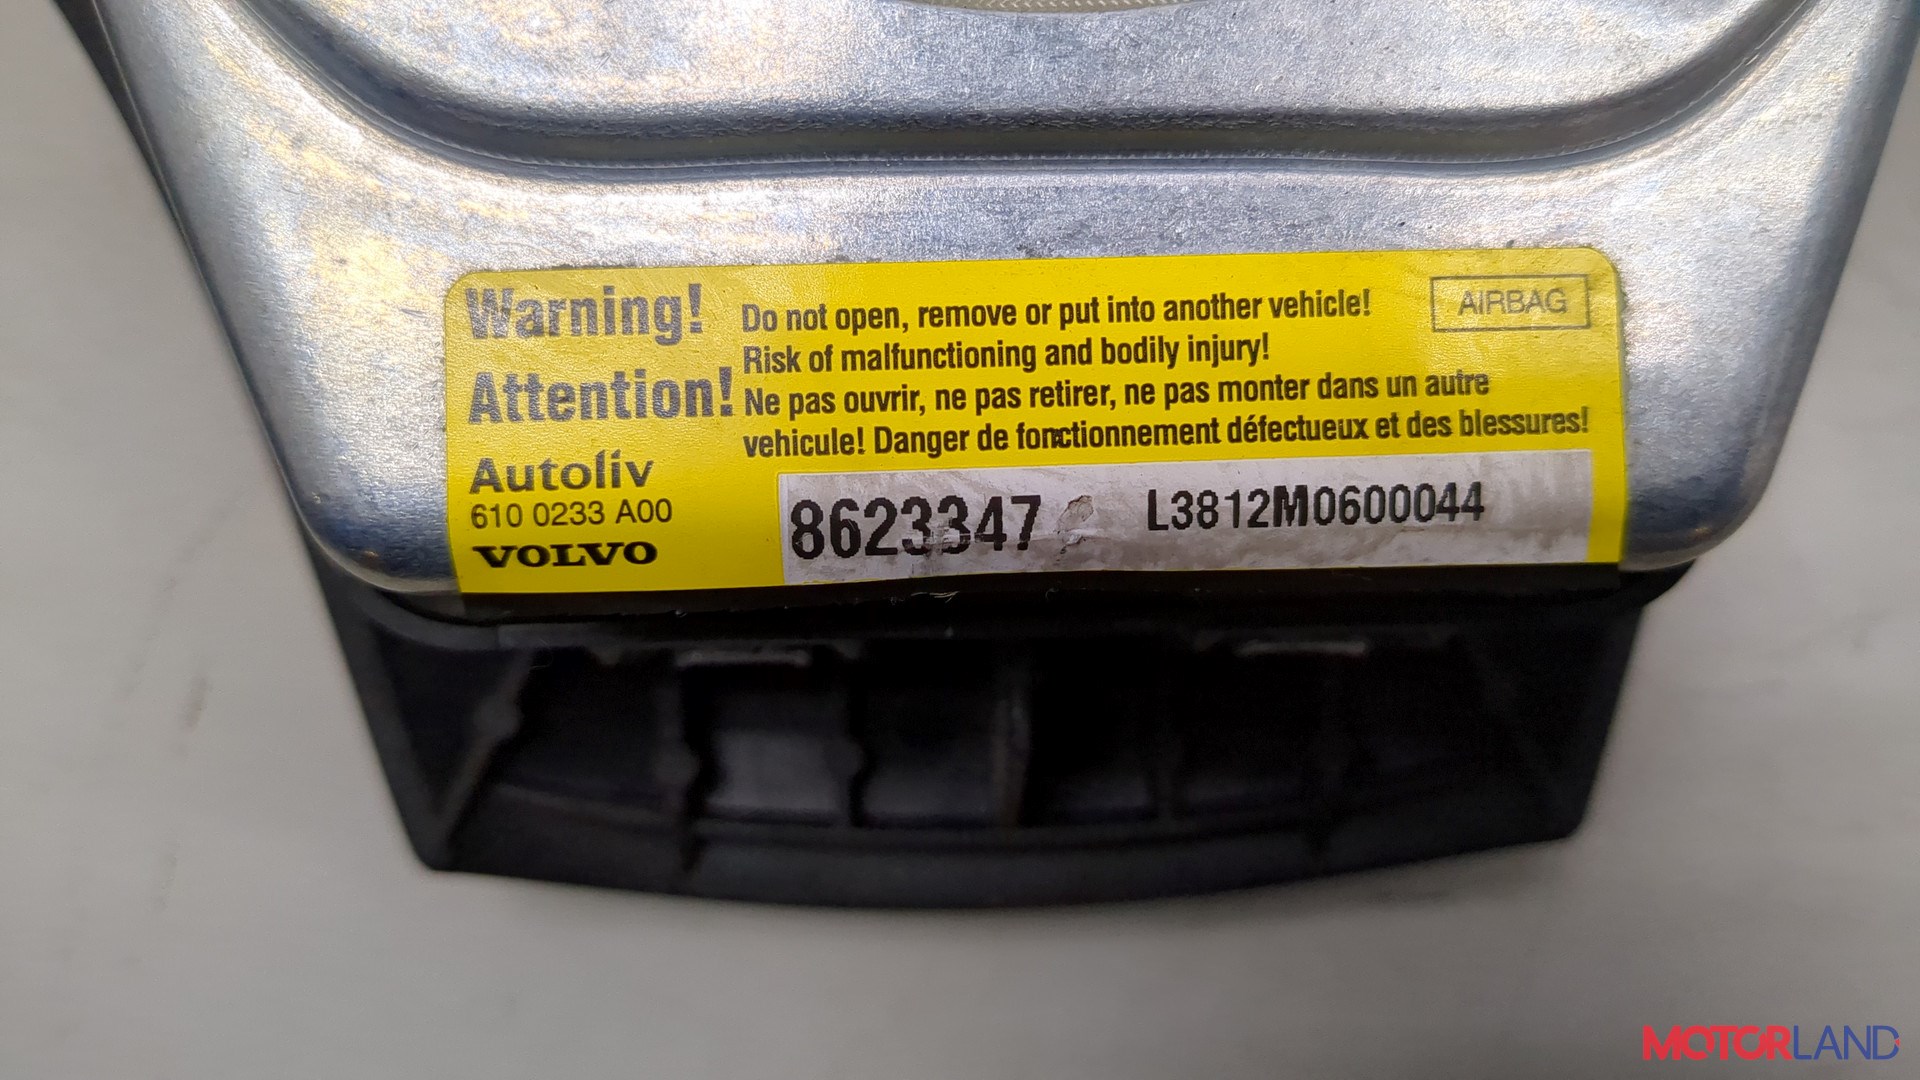 Warning!
Attention!
Do not open, remove or put into another vehicle!
Risk of malfunctioning and bodily injury!
Ne pas ouvrir, ne pas retirer, ne pas monter dans un autre
vehicule! Danger de fonctionnement défectueux et des blessures!
AIRBAG
Autoliv
610 0233 A00
VOLVO
8623347
L3812M0600044
MOTORLAND